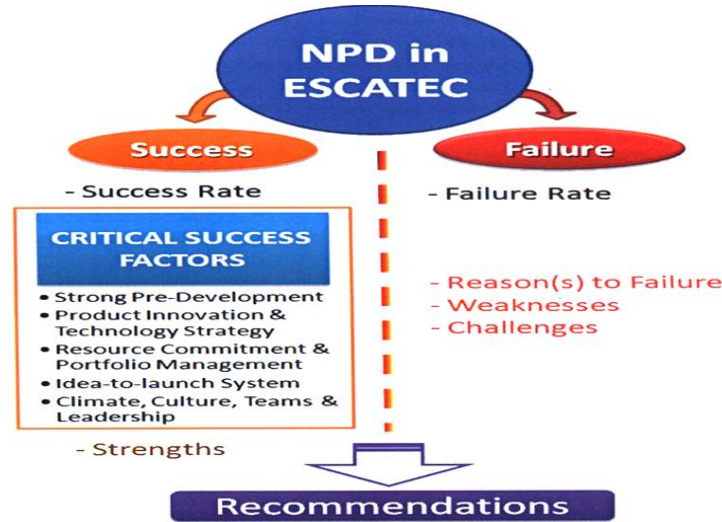 NPD in
ESCATEC
Success
- Success Rate
CRITICAL SUCCESS
FACTORS
• Strong Pre-Development
• Product Innovation &
Technology Strategy
• Resource Commitment &
Portfolio Management
• Idea-to-launch System
• Climate, Culture, Teams &
Leadership
- Strengths
Failure
- Failure Rate
- Reason(s) to Failure
- Weaknesses
- Challenges
Recommendations